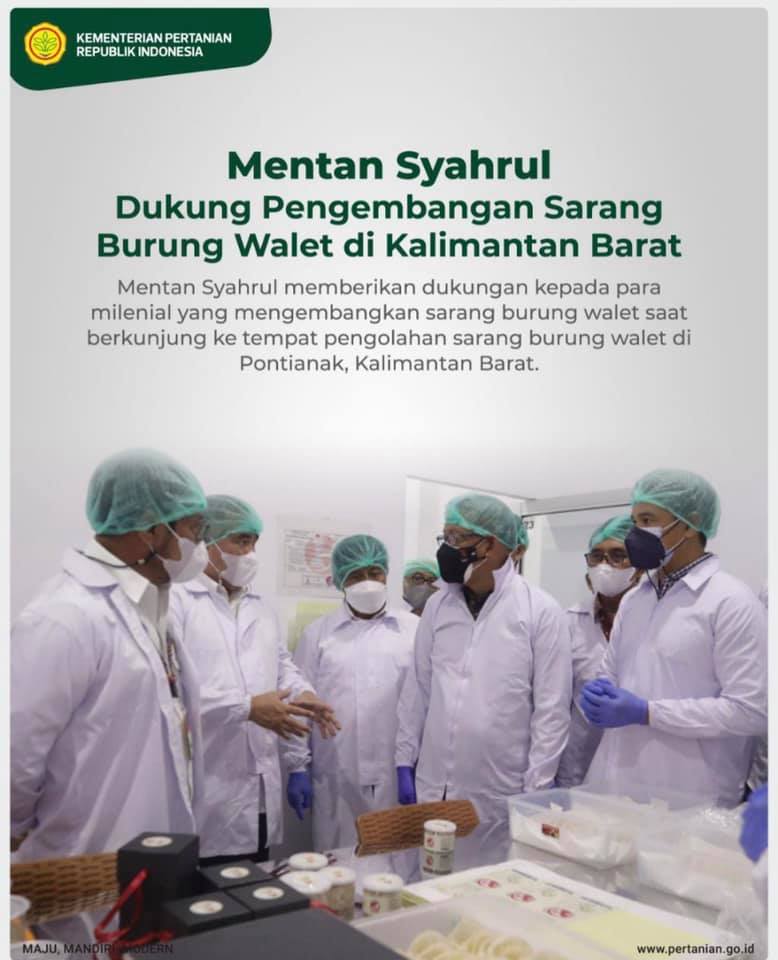 KEMENTERIAN PERTANIAN
REPUBLIK INDONESIA
Mentan Syahrul
Dukung Pengembangan Sarang
Burung Walet di Kalimantan Barat
Mentan Syahrul memberikan dukungan kepada para
milenial yang mengembangkan sarang burung walet saat
berkunjung ke tempat pengolahan sarang burung walet di
Pontianak, Kalimantan Barat.
MAJU, MANDIRI, MODERN
www.pertanian.go.id